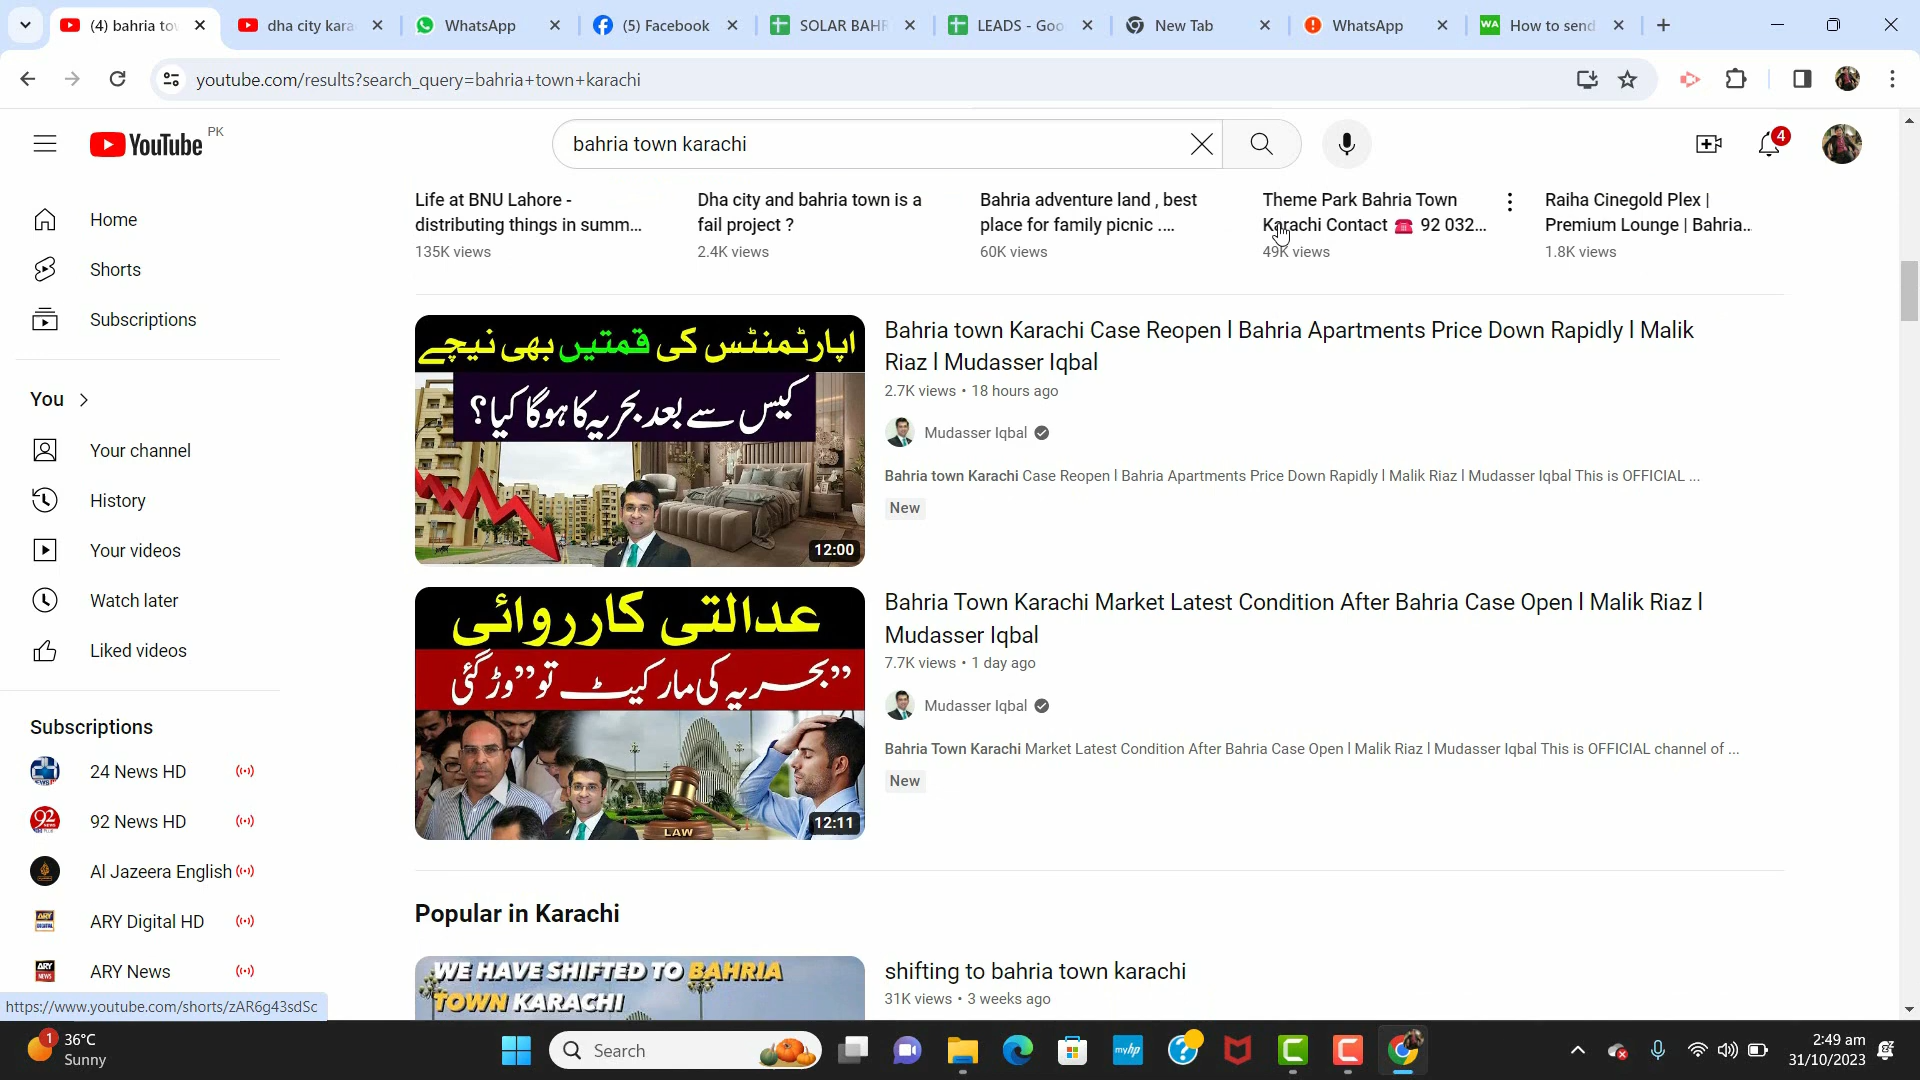 (4) bahria to
dha city kara
WhatsApp
(5) Facebook
SOLAR BAHR
LEADS - Goo
New Tab
WhatsApp
WA
How to send
youtube.com/results?search_query=bahria+town+karachi
YouTube PK
bahria town karachi
4
Home
Shorts
Subscriptions
You
Your channel
History
Your videos
Watch later
Liked videos
Subscriptions
24 News HD
92 News HD
Al Jazeera English
ARY Digital HD
ARY News
Life at BNU Lahore -
distributing things in summ...
135K views
Dha city and bahria town is a
fail project ?
2.4K views
Bahria adventure land , best
place for family picnic ....
60K views
Theme Park Bahria Town
Karachi Contact ☎️ 92 032...
49K views
Raiha Cinegold Plex |
Premium Lounge | Bahria...
1.8K views
اپارٹمنٹس کی قمتیں بھی نیچے
کیس سے بعد بحریہ کا ہوگا کیا؟
12:00
Bahria town Karachi Case Reopen l Bahria Apartments Price Down Rapidly l Malik
Riaz l Mudasser Iqbal
2.7K views • 18 hours ago
Mudasser Iqbal
Bahria town Karachi Case Reopen l Bahria Apartments Price Down Rapidly l Malik Riaz l Mudasser Iqbal This is OFFICIAL ...
New
عدالتی کارروائی
”بحریہ کی مارکیٹ تو”وڑ گئی
LAW
12:11
Bahria Town Karachi Market Latest Condition After Bahria Case Open l Malik Riaz l
Mudasser Iqbal
7.7K views • 1 day ago
Mudasser Iqbal
Bahria Town Karachi Market Latest Condition After Bahria Case Open l Malik Riaz l Mudasser Iqbal This is OFFICIAL channel of ...
New
Popular in Karachi
WE HAVE SHIFTED TO BAHRIA
TOWN KARACHI
shifting to bahria town karachi
31K views • 3 weeks ago
https://www.youtube.com/shorts/zAR6g43sdSc
1
36°C
Sunny
Search
myhp
2:49 am
31/10/2023